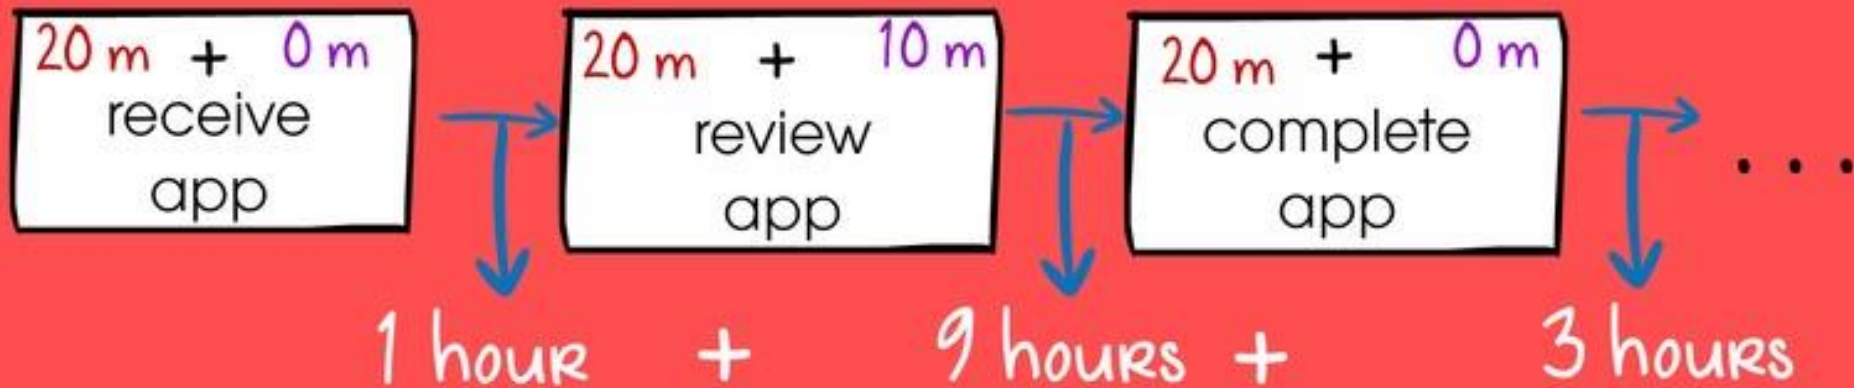 20 m + 0 m
receive
app
20 m + 10 m
review
app
20 m + 0 m
complete
app
. . .
1 hour + 9 hours + 3 hours